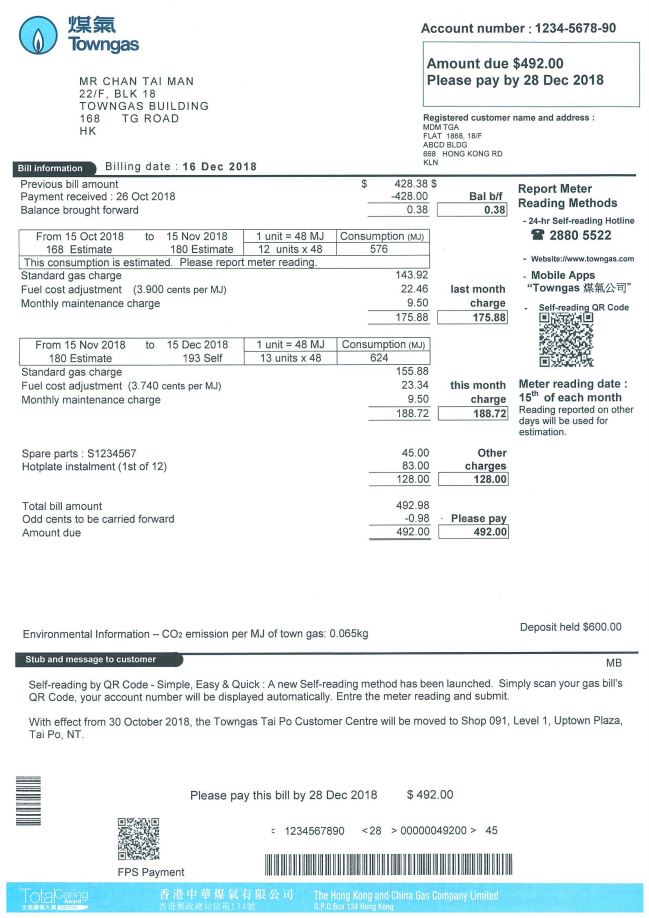 煤氣
Towngas
Account number : 1234-5678-90
Amount due $492.00
Please pay by 28 Dec 2018
MR CHAN TAI MAN
22/F, BLK 18
TOWNGAS BUILDING
168 TG ROAD
HK
Registered customer name and address :
MDM TGA
FLAT 1868, 18/F
ABCD BLDG
668 HONG KONG RD
KLN
Bill information Billing date : 16 Dec 2018
Previous bill amount $ 428.38 $
Payment received : 26 Oct 2018 -428.00 Bal b/f
Balance brought forward 0.38 0.38
Report Meter
Reading Methods
- 24-hr Self-reading Hotline
☎ 2880 5522
- Website://www.towngas.com
- Mobile Apps
"Towngas 煤氣公司"
- Self-reading QR Code
From 15 Oct 2018 to 15 Nov 2018 1 unit = 48 MJ Consumption (MJ)
168 Estimate 180 Estimate 12 units x 48 576
This consumption is estimated. Please report meter reading.
Standard gas charge 143.92
Fuel cost adjustment (3.900 cents per MJ) 22.46 last month
Monthly maintenance charge 9.50 charge
175.88 175.88
From 15 Nov 2018 to 15 Dec 2018 1 unit = 48 MJ Consumption (MJ)
180 Estimate 193 Self 13 units x 48 624
Standard gas charge 155.88
Fuel cost adjustment (3.740 cents per MJ) 23.34 this month
Monthly maintenance charge 9.50 charge
188.72 188.72
Meter reading date :
15th of each month
Reading reported on other
days will be used for
estimation.
Spare parts : S1234567 45.00 Other
Hotplate instalment (1st of 12) 83.00 charges
128.00 128.00
Total bill amount 492.98
Odd cents to be carried forward -0.98 Please pay
Amount due 492.00 492.00
Environmental Information – CO2 emission per MJ of town gas: 0.065kg
Deposit held $600.00
Stub and message to customer
MB
Self-reading by QR Code - Simple, Easy & Quick : A new Self-reading method has been launched. Simply scan your gas bill's
QR Code, your account number will be displayed automatically. Entre the meter reading and submit.
With effect from 30 October 2018, the Towngas Tai Po Customer Centre will be moved to Shop 091, Level 1, Uptown Plaza,
Tai Po, NT.
Please pay this bill by 28 Dec 2018 $ 492.00
< 1234567890 <28 > 00000049200 > 45
FPS Payment
Total Caring
Award
香港中華煤氣有限公司 The Hong Kong and China Gas Company Limited
香港郵政總局信箱134號 G.P.O.Box 134 Hong Kong